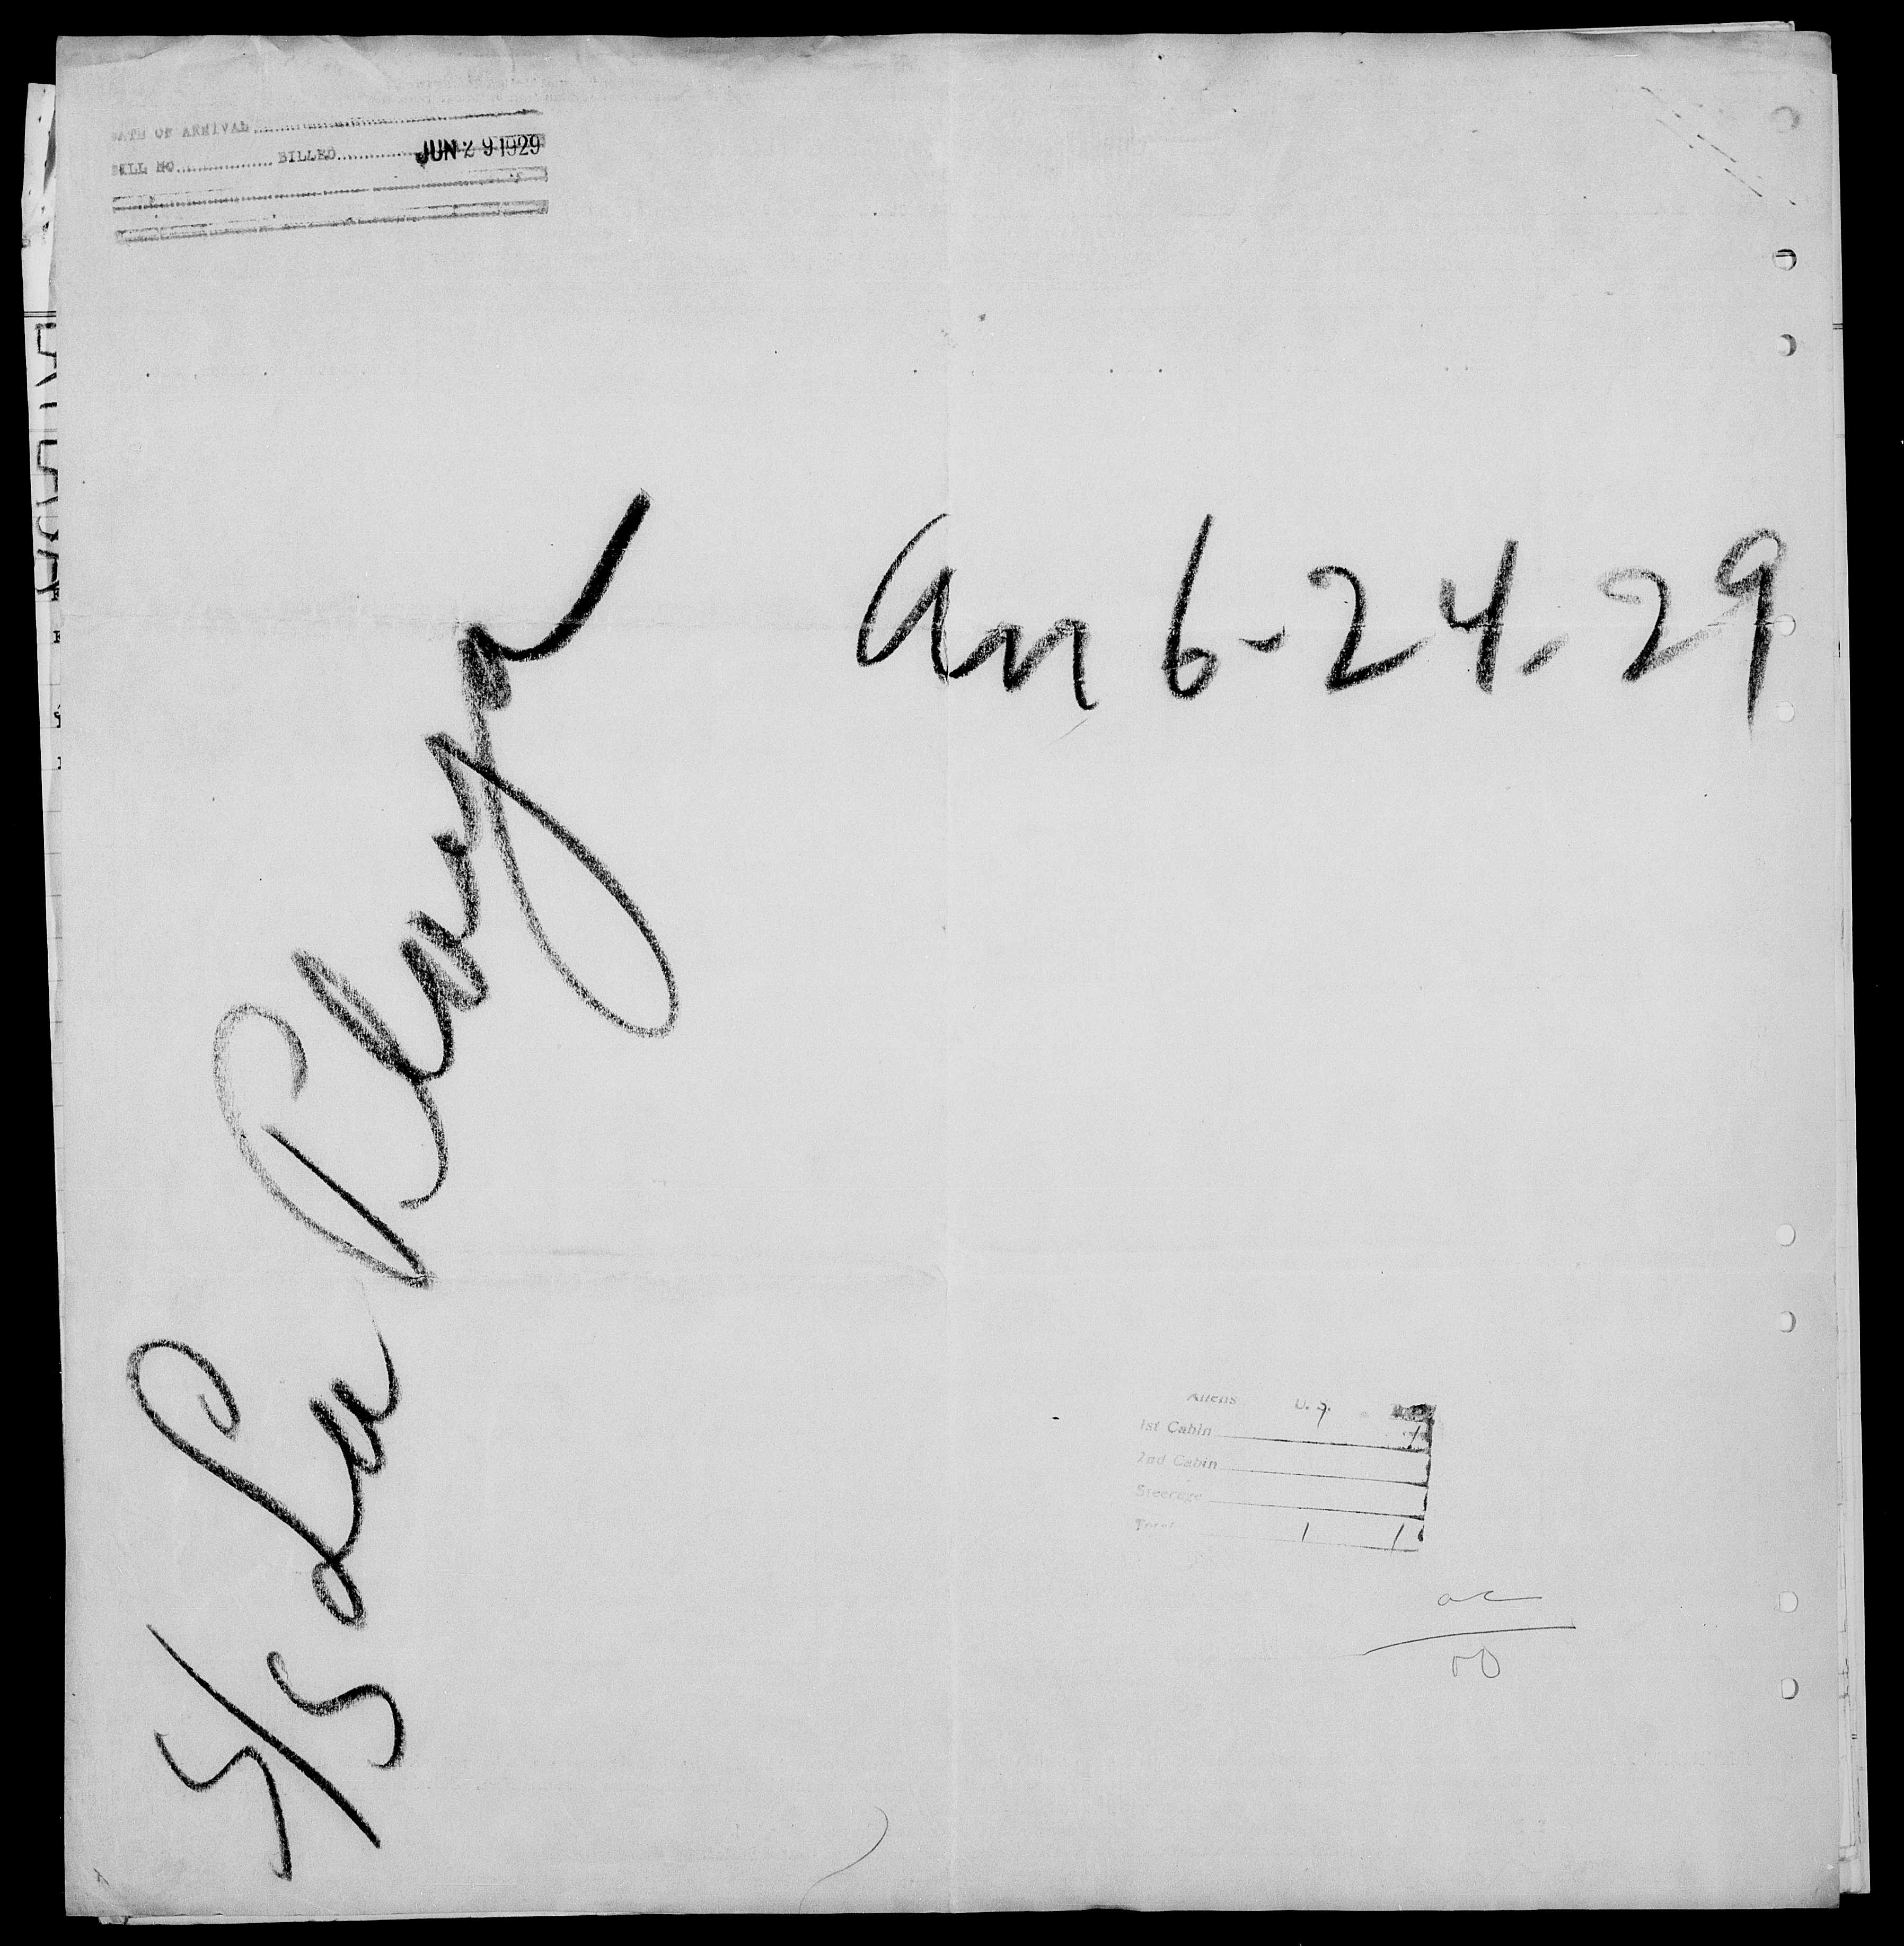 DATE OF ARRIVAL
BILL NO. BILLED JUN 29 1929
Arr 6-24-29
S/S La Playa
Aliens U.S.
1st Cabin 1
2nd Cabin
Steerage
Total 1 1